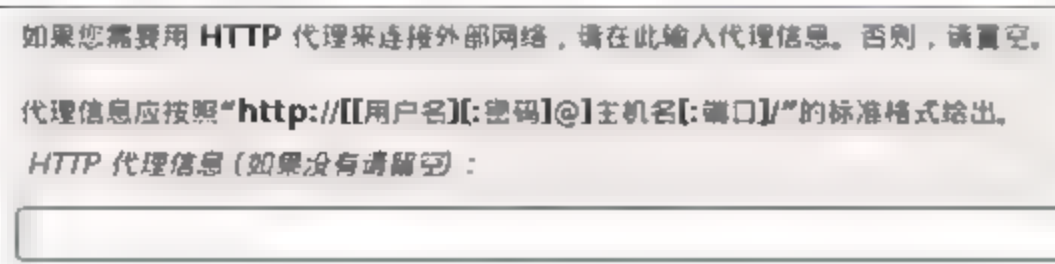 如果您需要用 HTTP 代理来连接外部网络，请在此输入代理信息。否则，请置空。
代理信息应按照“http://[[用户名][:密码]@]主机名[:端口]/”的标准格式给出。
HTTP 代理信息 (如果没有请留空)：